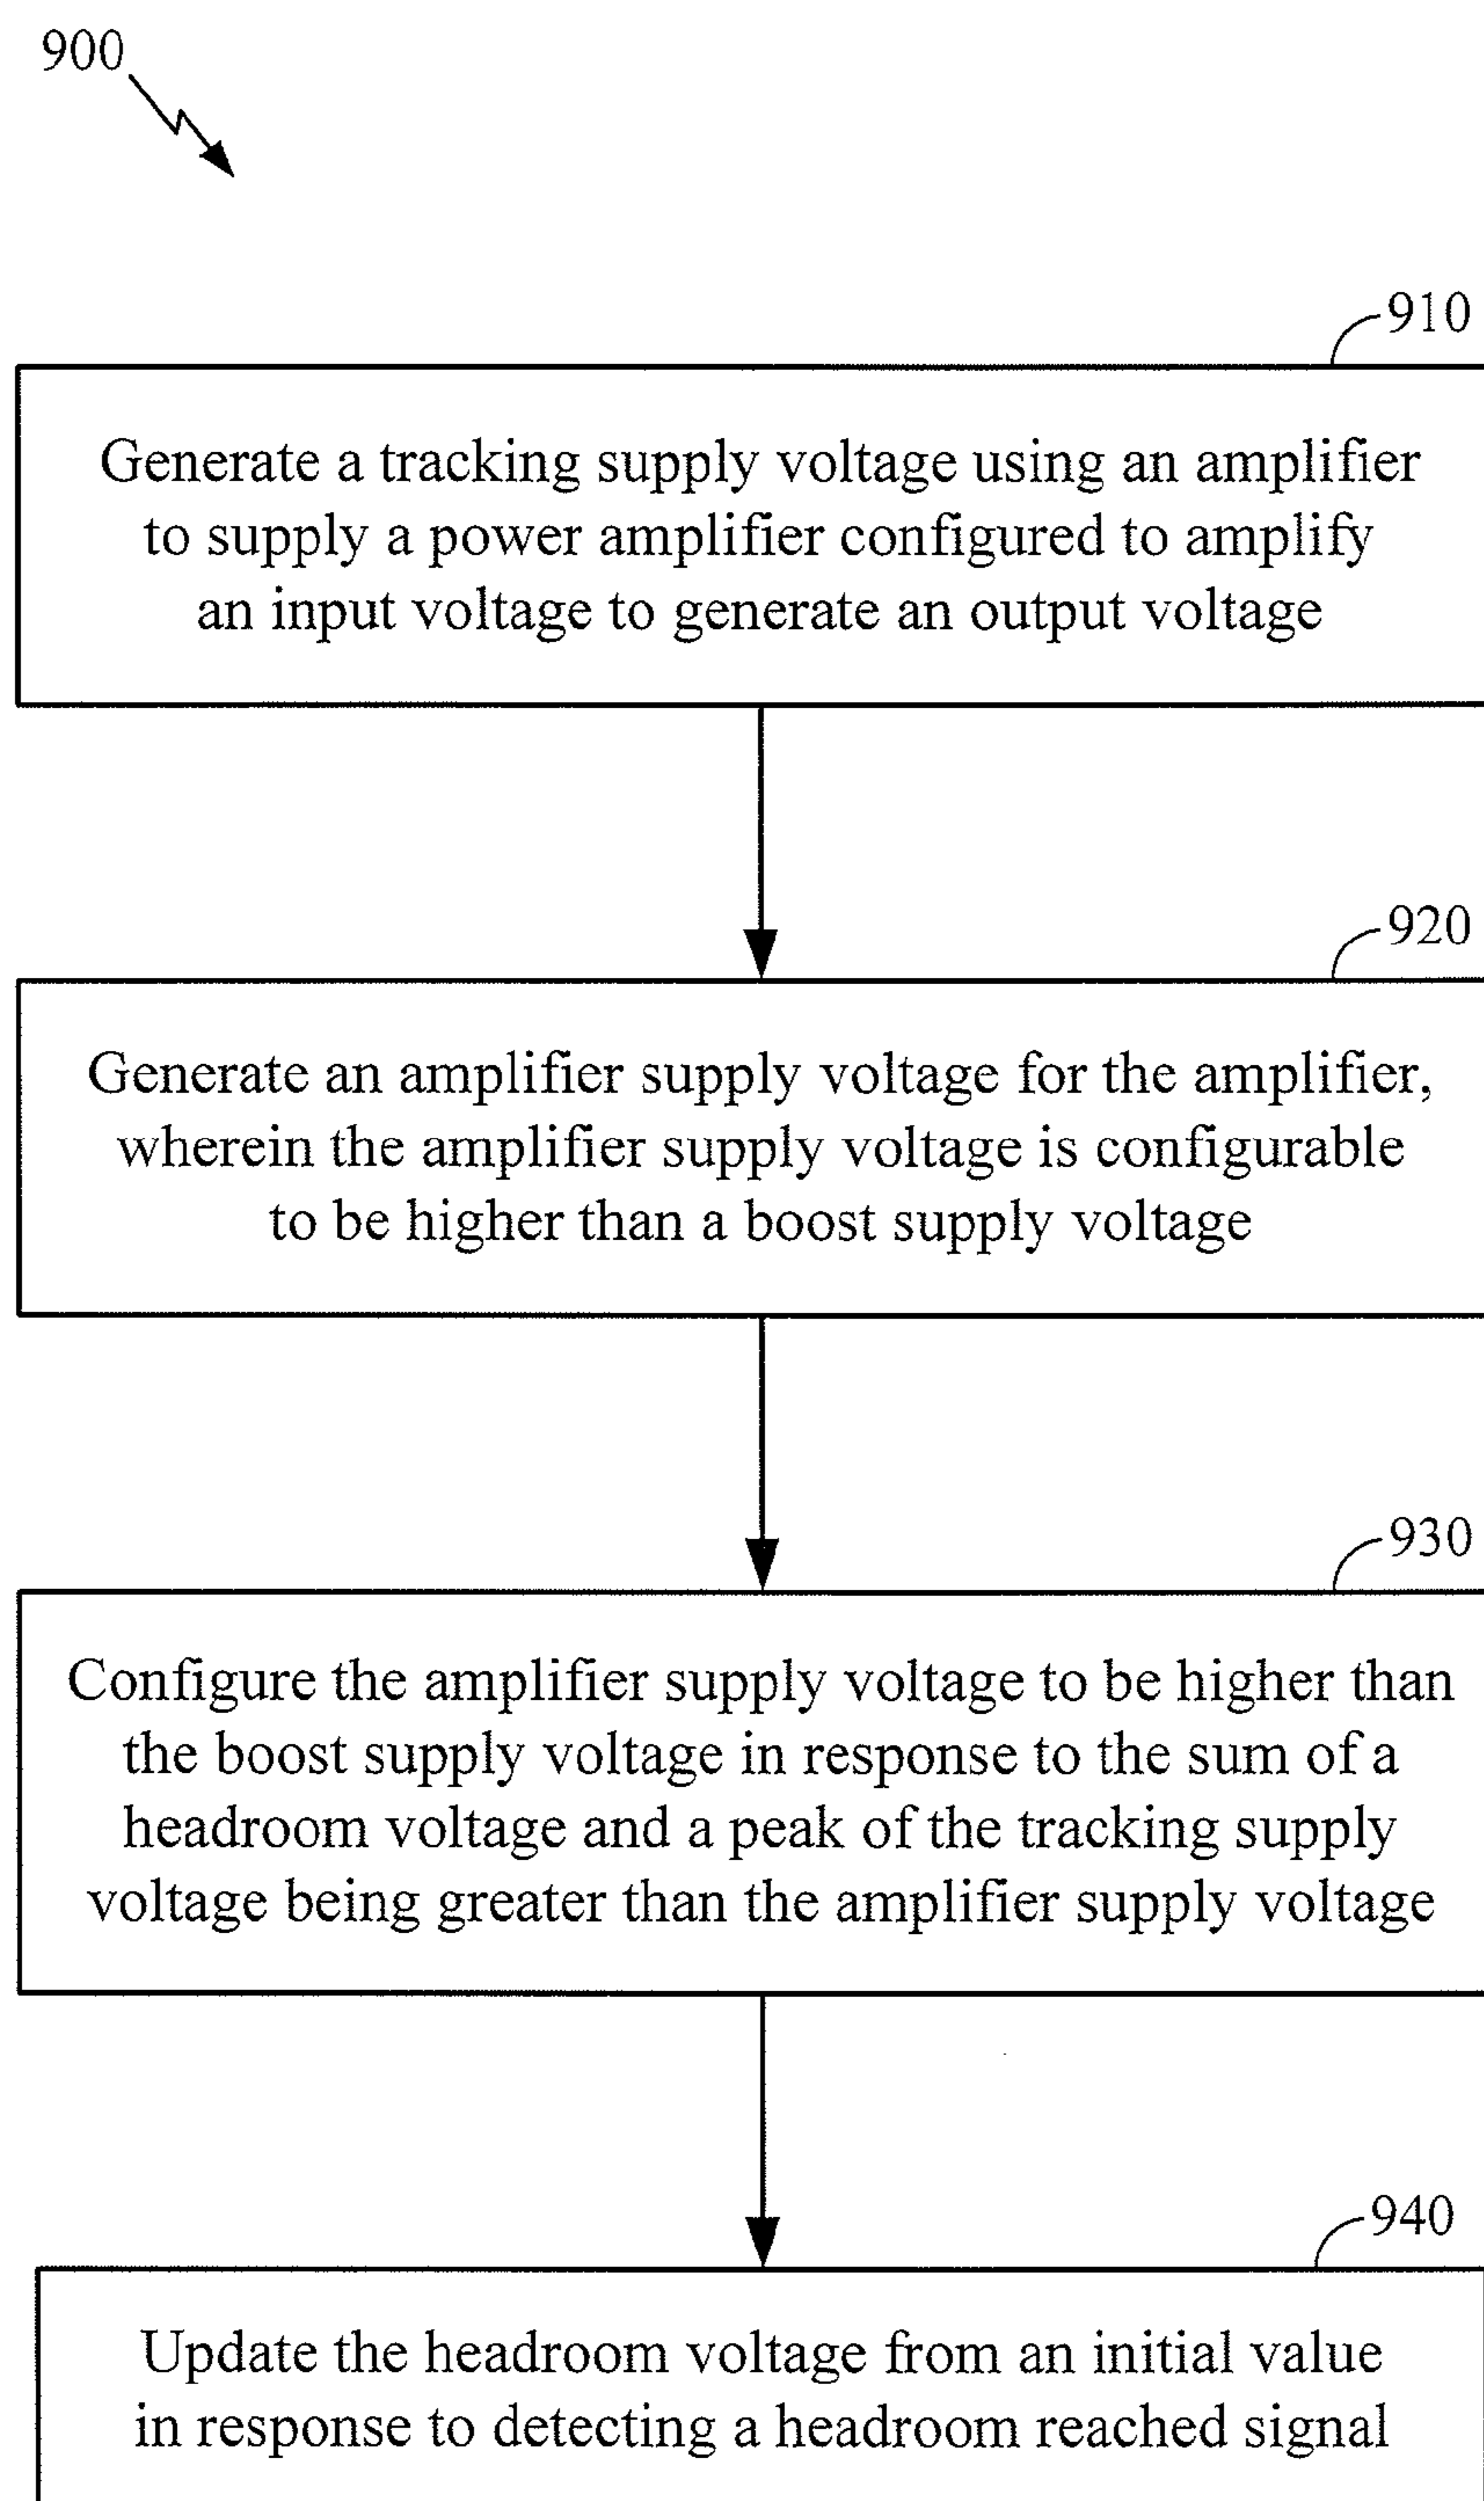 900
910
Generate a tracking supply voltage using an amplifier
to supply a power amplifier configured to amplify
an input voltage to generate an output voltage
920
Generate an amplifier supply voltage for the amplifier,
wherein the amplifier supply voltage is configurable
to be higher than a boost supply voltage
930
Configure the amplifier supply voltage to be higher than
the boost supply voltage in response to the sum of a
headroom voltage and a peak of the tracking supply
voltage being greater than the amplifier supply voltage
940
Update the headroom voltage from an initial value
in response to detecting a headroom reached signal